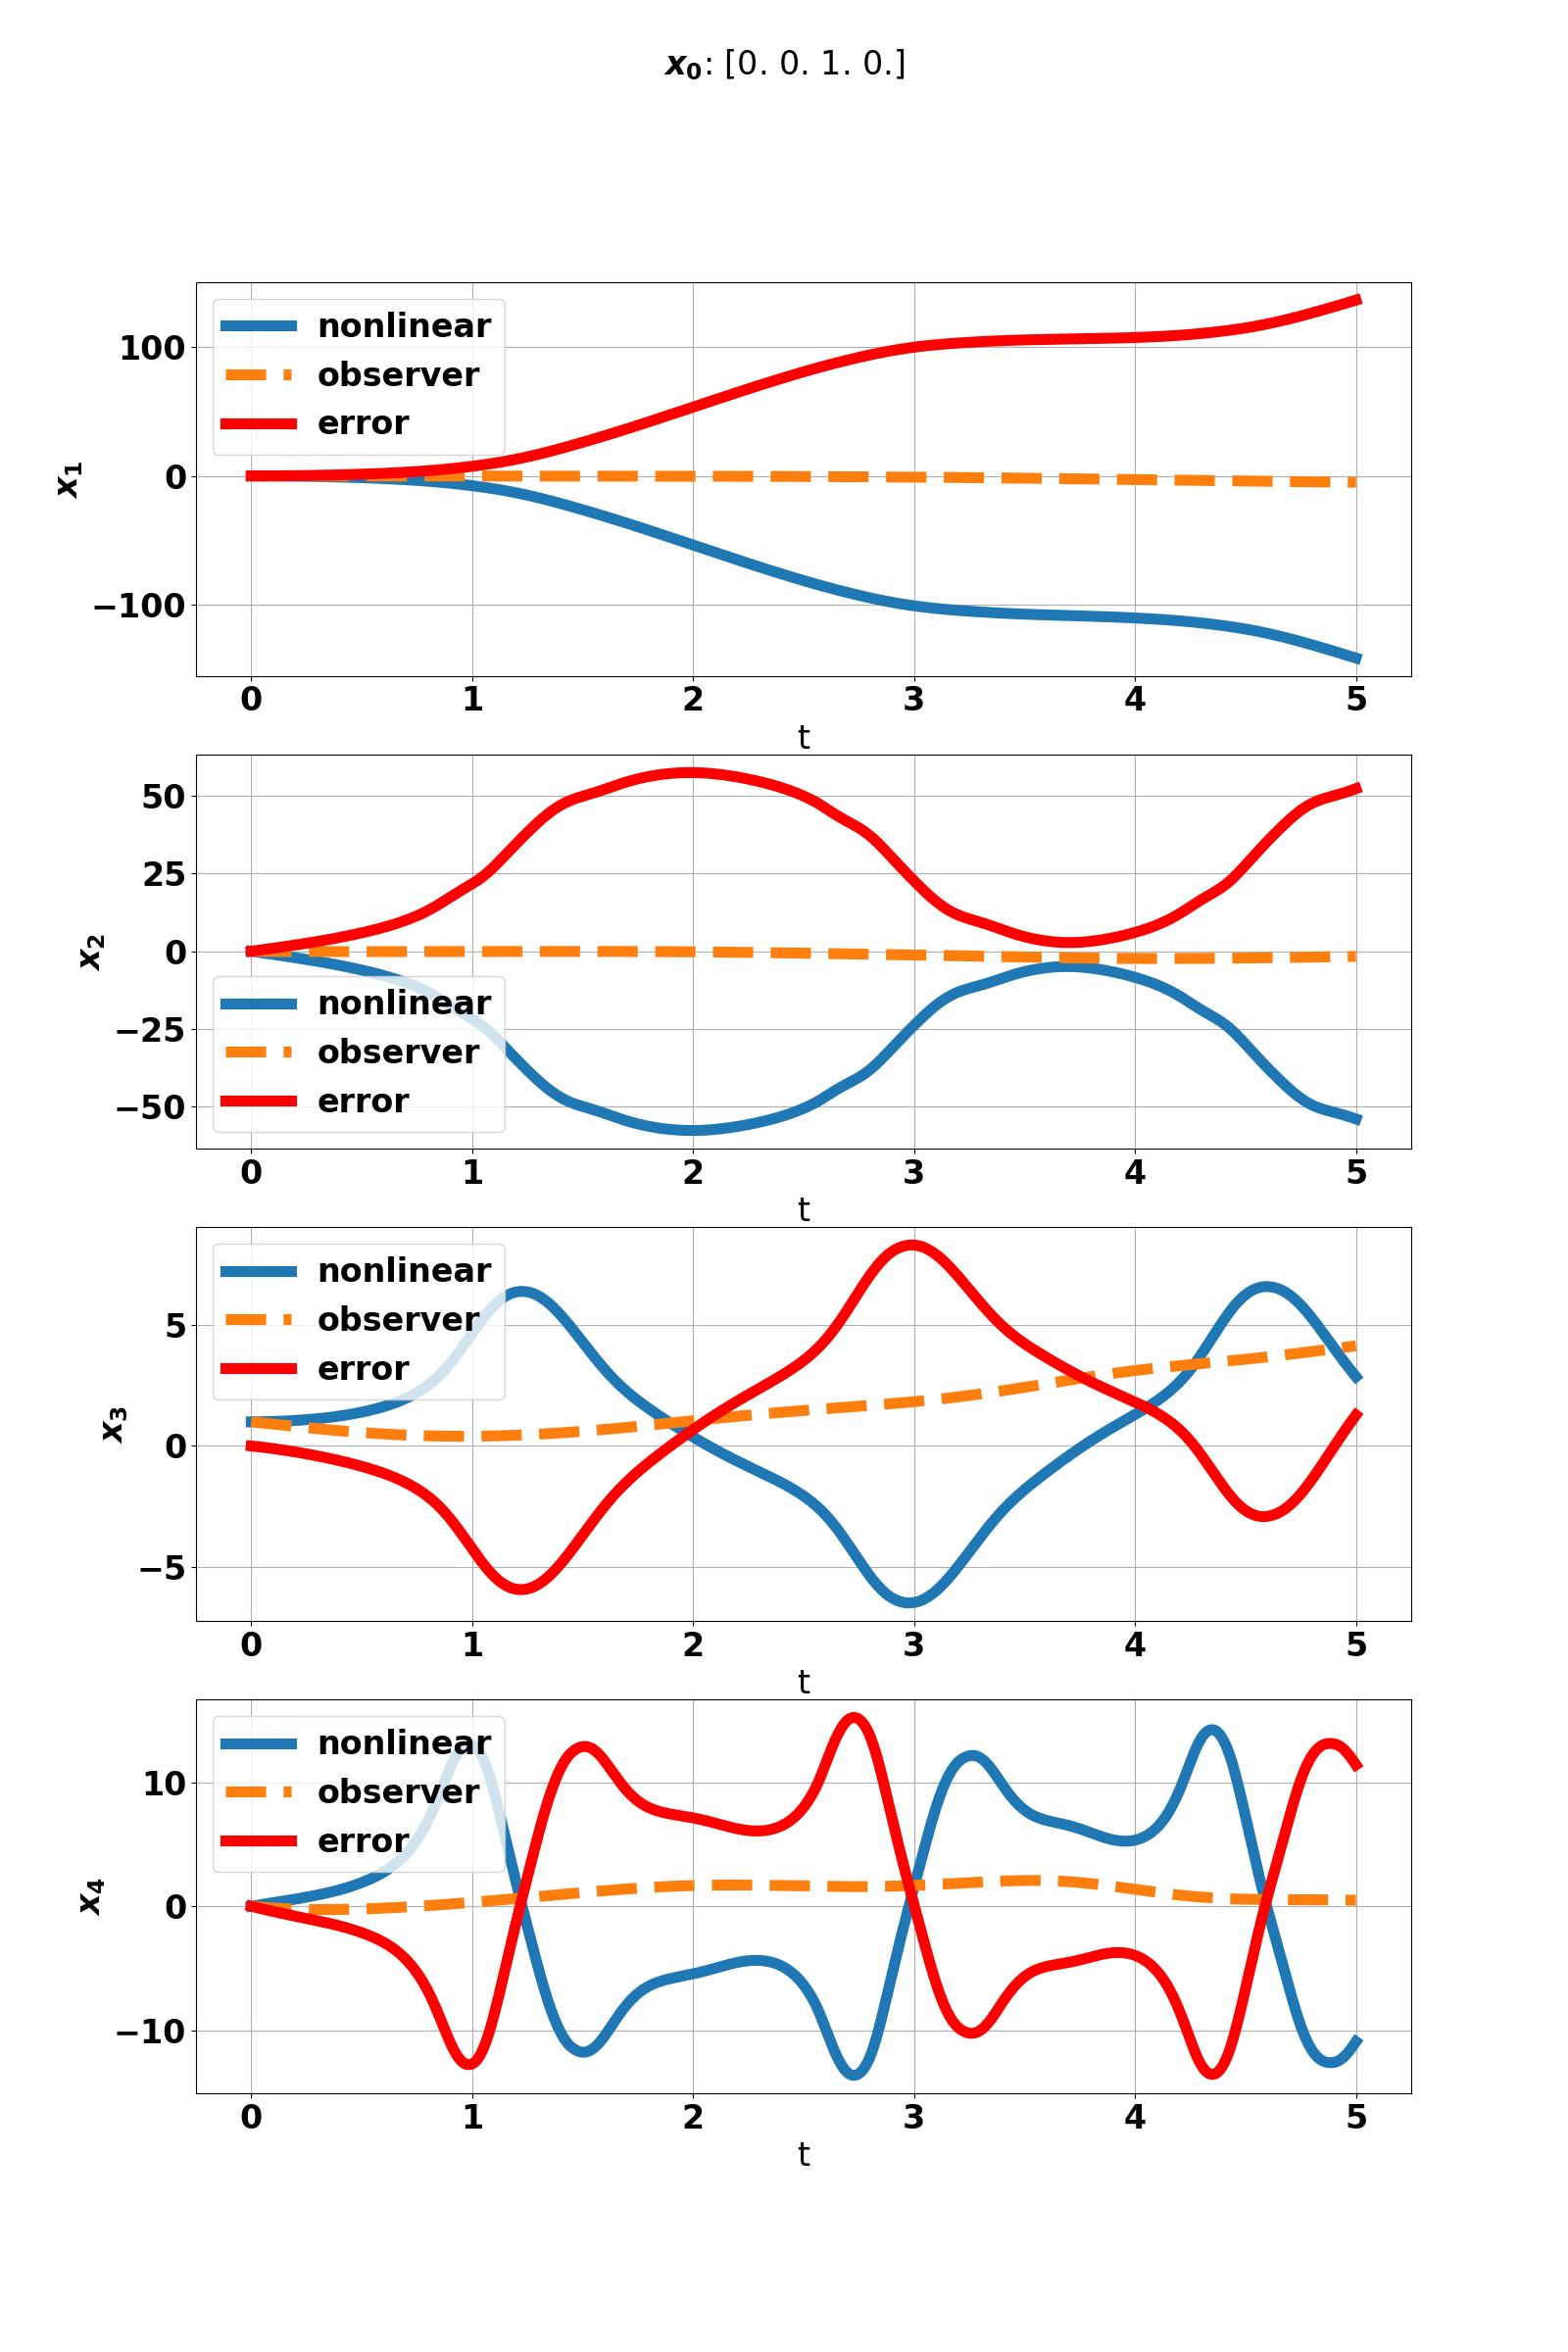 x₀: [0. 0. 1. 0.]
nonlinear
observer
error
100
0
−100
x₁
0 1 2 3 4 5
t
50
25
0
−25
−50
x₂
nonlinear
observer
error
0 1 2 3 4 5
t
nonlinear
observer
error
5
0
−5
x₃
0 1 2 3 4 5
t
nonlinear
observer
error
10
0
−10
x₄
0 1 2 3 4 5
t